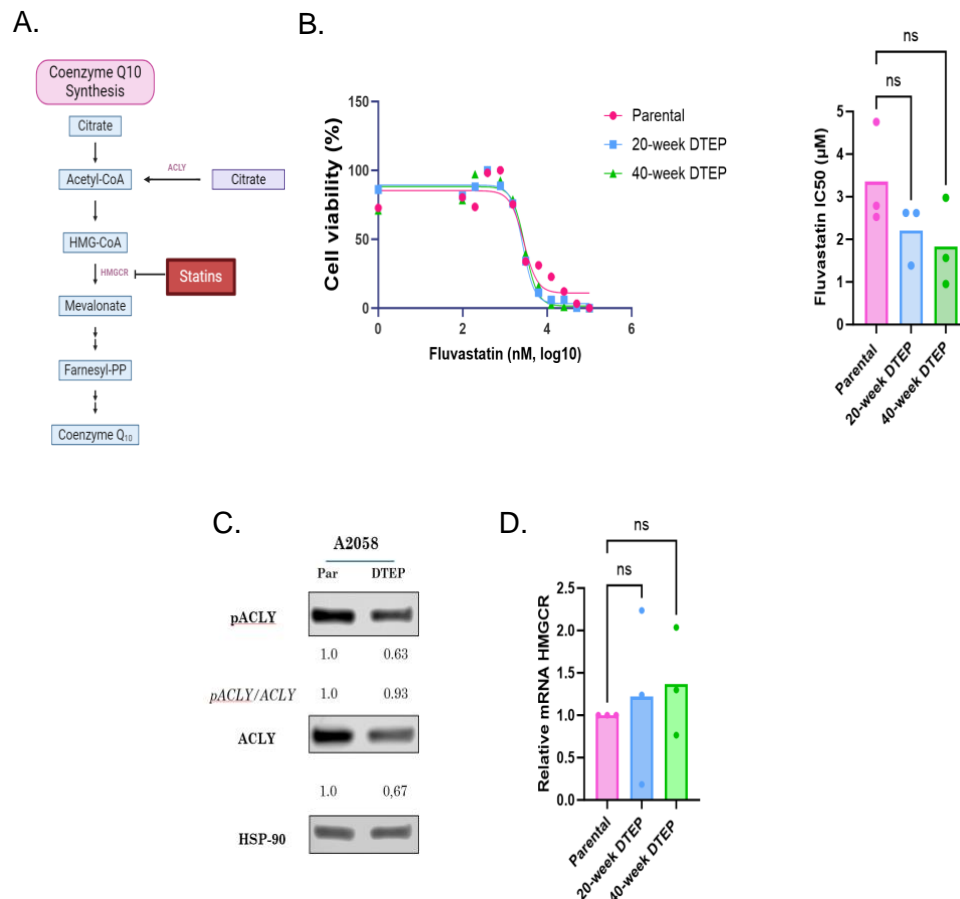 A.
Coenzyme Q10
Synthesis
Citrate
Acetyl-CoA
ACLY
Citrate
HMG-CoA
HMGCR
Statins
Mevalonate
Farnesyl-PP
Coenzyme Q₁₀
B.
Cell viability (%)
150
100
50
0
0
2
4
6
Fluvastatin (nM, log10)
Parental
20-week DTEP
40-week DTEP
ns
ns
Fluvastatin IC50 (µM)
5
4
3
2
1
0
Parental
20-week DTEP
40-week DTEP
C.
A2058
Par DTEP
pACLY
1.0 0.63
pACLY/ACLY 1.0 0.93
ACLY
1.0 0,67
HSP-90
D.
ns
ns
Relative mRNA HMGCR
2.5
2.0
1.5
1.0
0.5
0.0
Parental
20-week DTEP
40-week DTEP